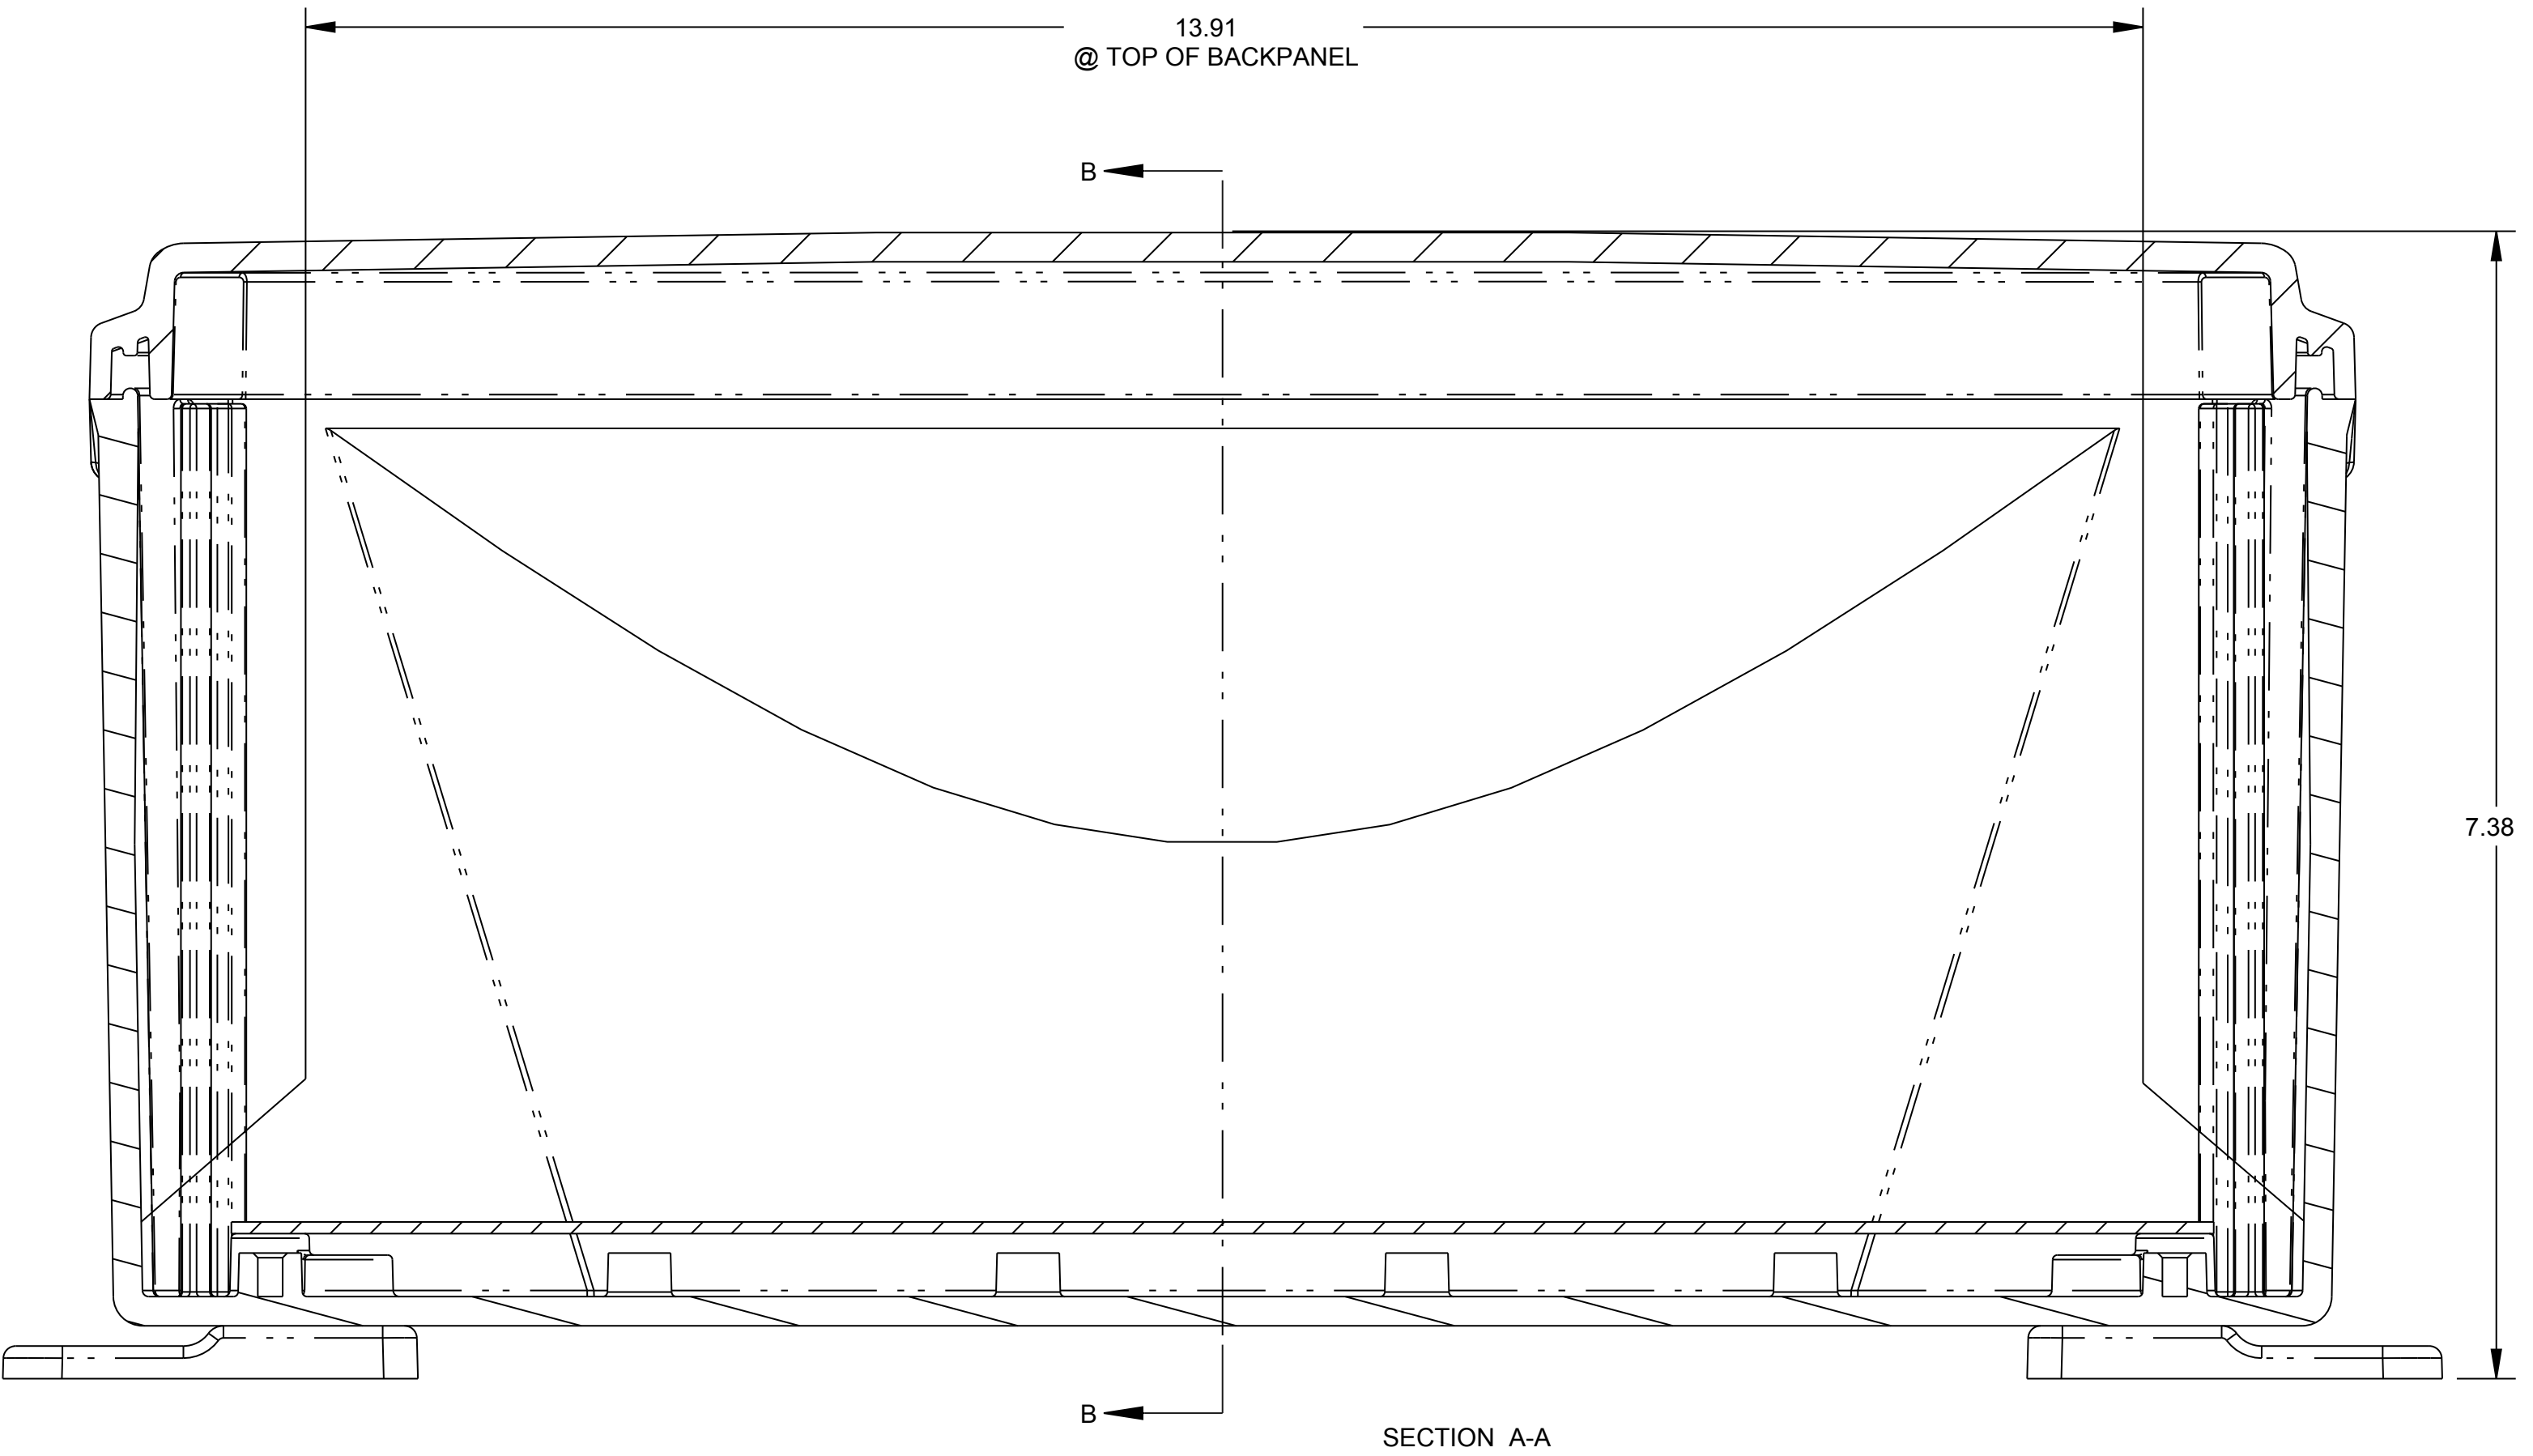 13.91
@ TOP OF BACKPANEL
B
7.38
B
SECTION A-A